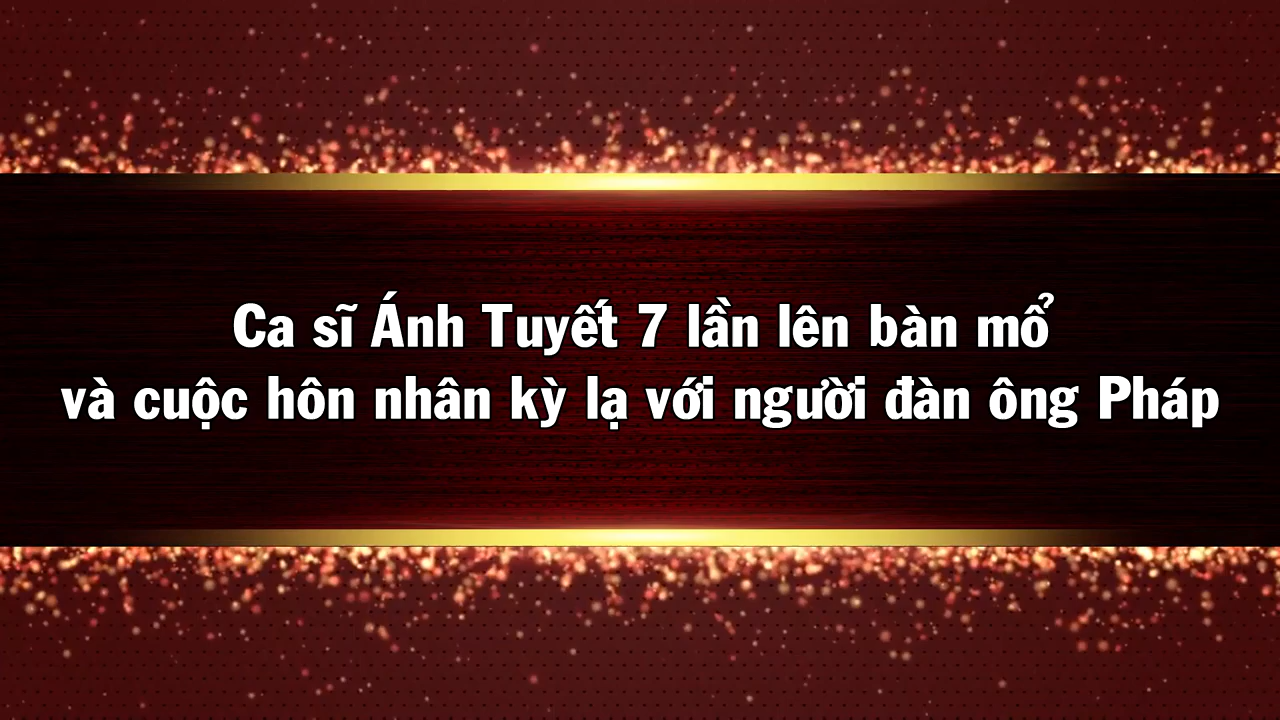 Ca sĩ Ánh Tuyết 7 lần lên bàn mổ
và cuộc hôn nhân kỳ lạ với người đàn ông Pháp